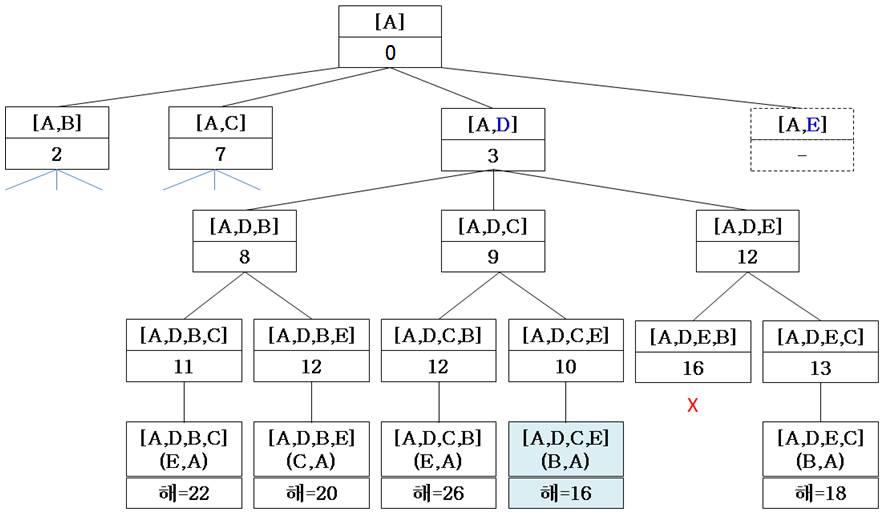 [A]
0
[A,B]
2
[A,C]
7
[A,D]
3
[A,E]
–
[A,D,B]
8
[A,D,C]
9
[A,D,E]
12
[A,D,B,C]
11
[A,D,B,E]
12
[A,D,C,B]
12
[A,D,C,E]
10
[A,D,E,B]
16
X
[A,D,E,C]
13
[A,D,B,C]
(E,A)
해=22
[A,D,B,E]
(C,A)
해=20
[A,D,C,B]
(E,A)
해=26
[A,D,C,E]
(B,A)
해=16
[A,D,E,C]
(B,A)
해=18